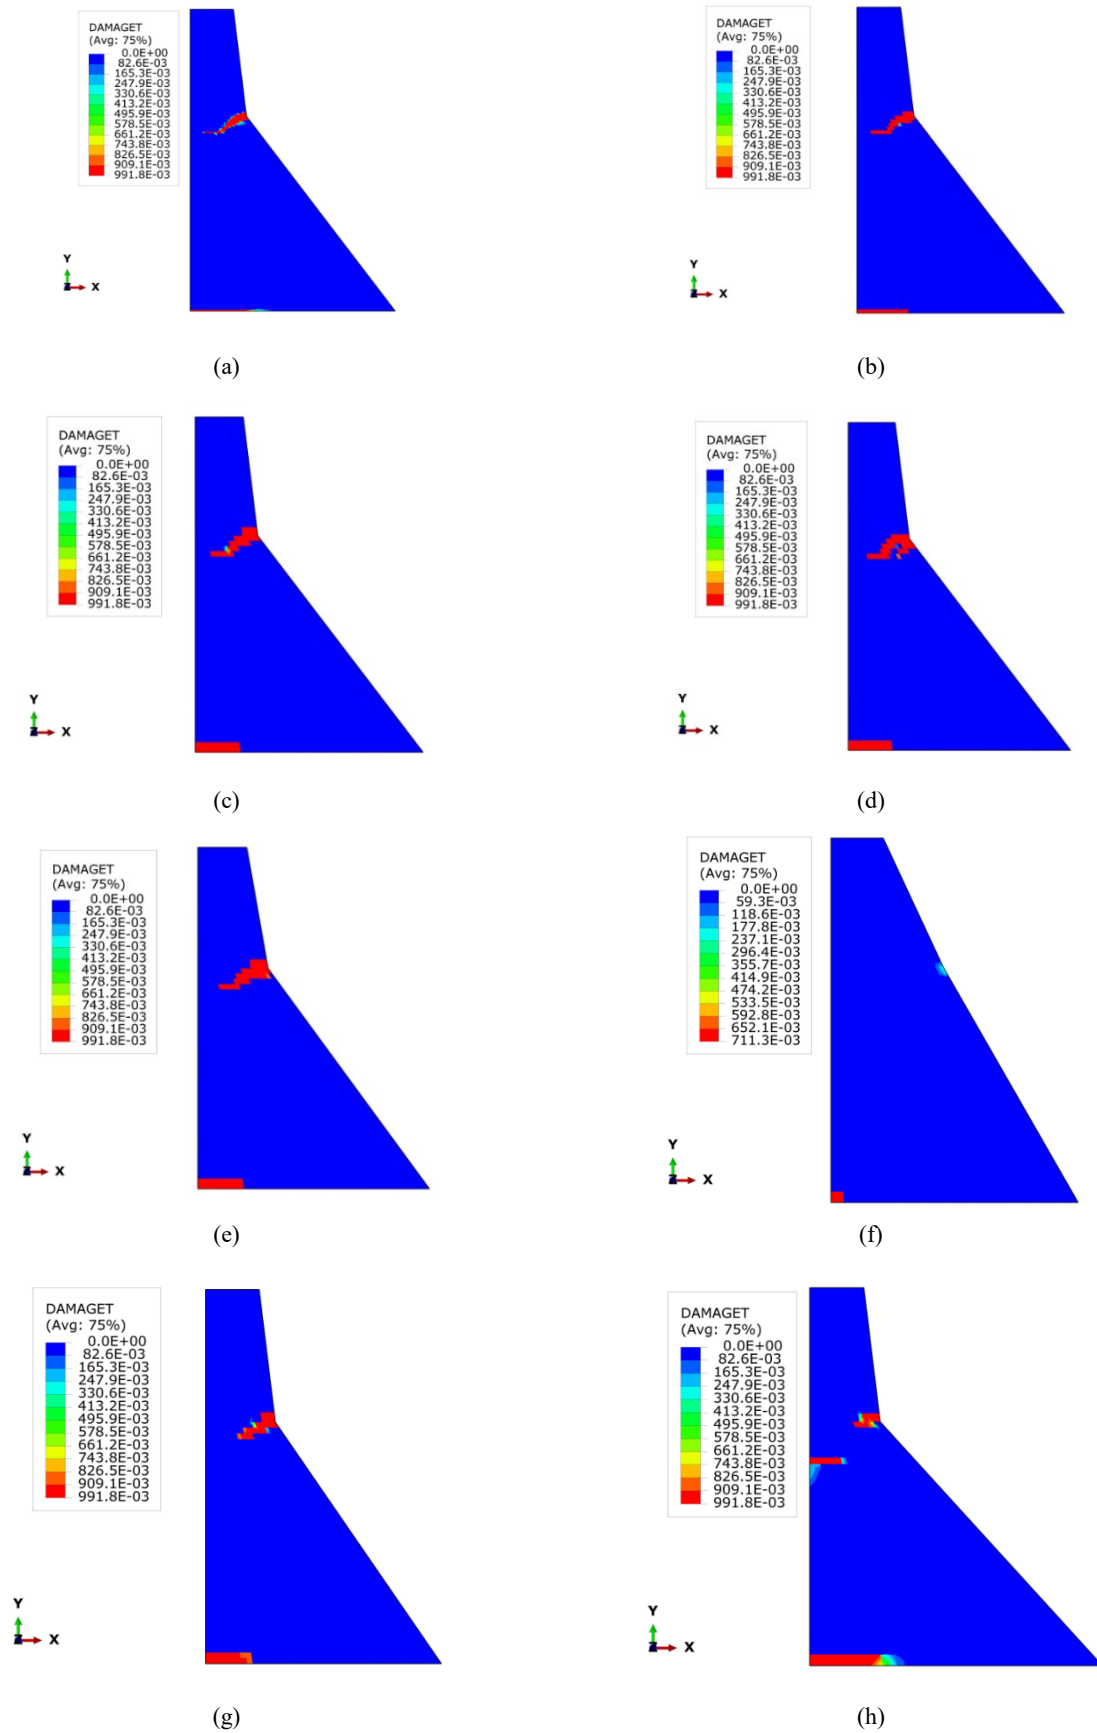 DAMAGET
(Avg: 75%)
0.0E+00
82.6E-03
165.3E-03
247.9E-03
330.6E-03
413.2E-03
495.9E-03
578.5E-03
661.2E-03
743.8E-03
826.5E-03
909.1E-03
991.8E-03
Y
Z X
(a)
DAMAGET
(Avg: 75%)
0.0E+00
82.6E-03
165.3E-03
247.9E-03
330.6E-03
413.2E-03
495.9E-03
578.5E-03
661.2E-03
743.8E-03
826.5E-03
909.1E-03
991.8E-03
Y
Z X
(b)
DAMAGET
(Avg: 75%)
0.0E+00
82.6E-03
165.3E-03
247.9E-03
330.6E-03
413.2E-03
495.9E-03
578.5E-03
661.2E-03
743.8E-03
826.5E-03
909.1E-03
991.8E-03
Y
Z X
(c)
DAMAGET
(Avg: 75%)
0.0E+00
82.6E-03
165.3E-03
247.9E-03
330.6E-03
413.2E-03
495.9E-03
578.5E-03
661.2E-03
743.8E-03
826.5E-03
909.1E-03
991.8E-03
Y
Z X
(d)
DAMAGET
(Avg: 75%)
0.0E+00
82.6E-03
165.3E-03
247.9E-03
330.6E-03
413.2E-03
495.9E-03
578.5E-03
661.2E-03
743.8E-03
826.5E-03
909.1E-03
991.8E-03
Y
Z X
(e)
DAMAGET
(Avg: 75%)
0.0E+00
59.3E-03
118.6E-03
177.8E-03
237.1E-03
296.4E-03
355.7E-03
414.9E-03
474.2E-03
533.5E-03
592.8E-03
652.1E-03
711.3E-03
Y
Z X
(f)
DAMAGET
(Avg: 75%)
0.0E+00
82.6E-03
165.3E-03
247.9E-03
330.6E-03
413.2E-03
495.9E-03
578.5E-03
661.2E-03
743.8E-03
826.5E-03
909.1E-03
991.8E-03
Y
Z X
(g)
DAMAGET
(Avg: 75%)
0.0E+00
82.6E-03
165.3E-03
247.9E-03
330.6E-03
413.2E-03
495.9E-03
578.5E-03
661.2E-03
743.8E-03
826.5E-03
909.1E-03
991.8E-03
Y
Z X
(h)